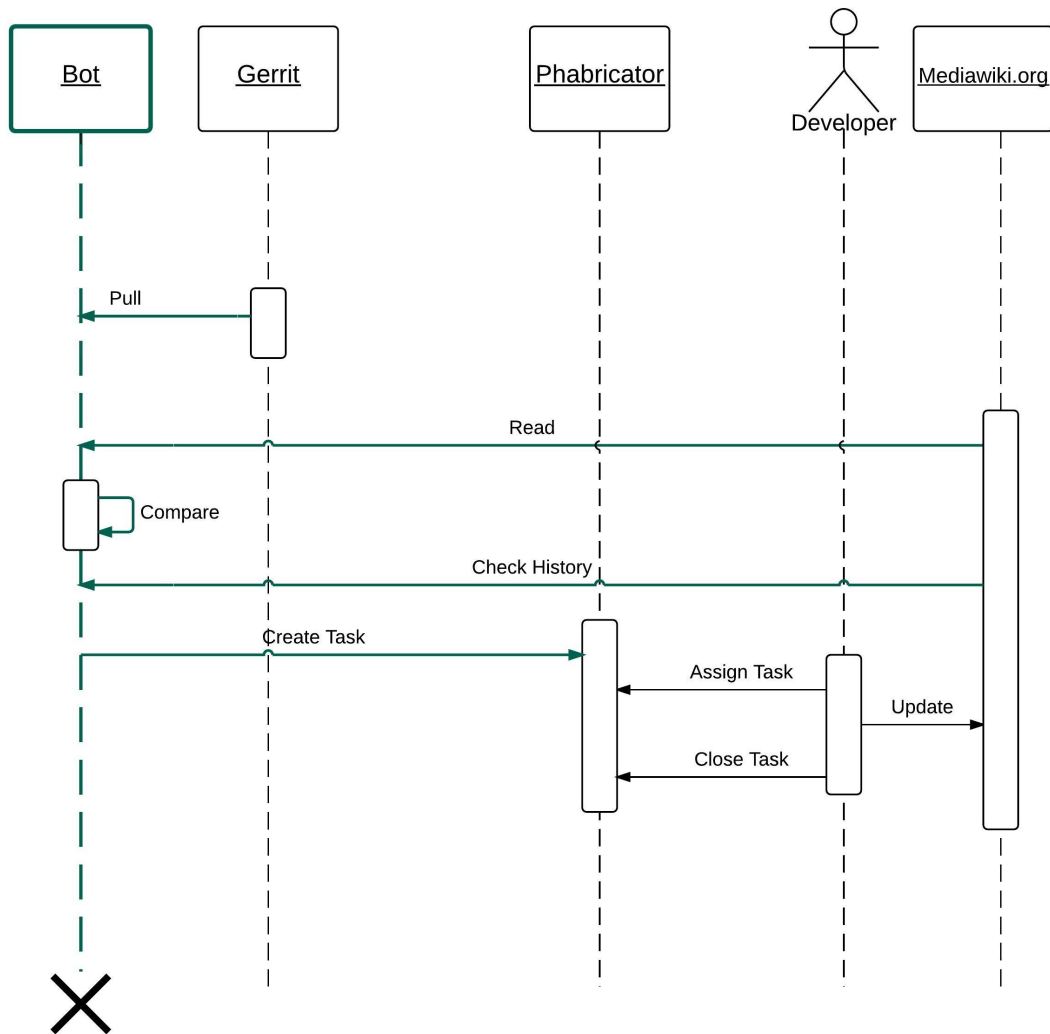 Bot
Gerrit
Phabricator
Developer
Mediawiki.org
Pull
Read
Compare
Check History
Create Task
Assign Task
Update
Close Task